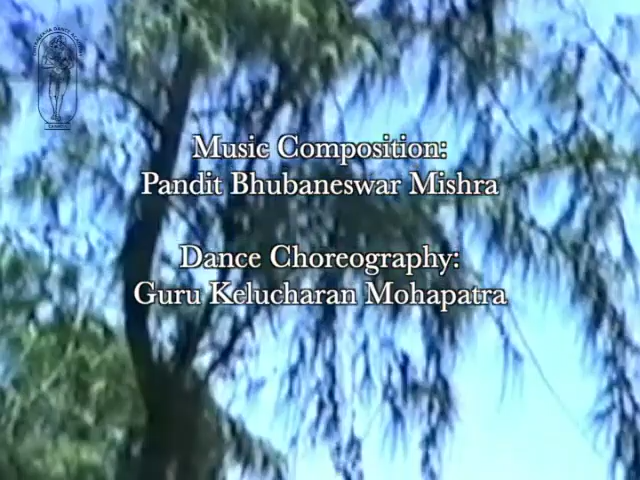 Music Composition:
Pandit Bhubaneswar Mishra
Dance Choreography:
Guru Kelucharan Mohapatra